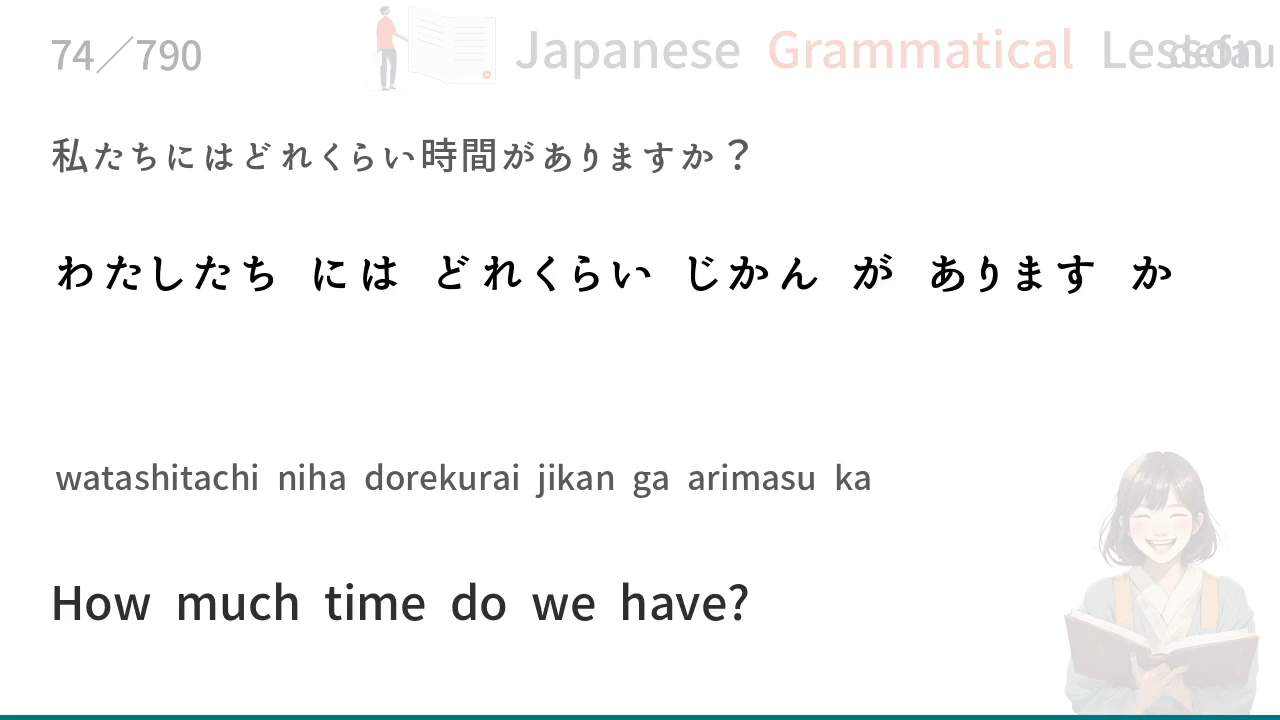 74／790
Japanese Grammatical Lesson
私たちにはどれくらい時間がありますか？
わたしたち には どれくらい じかん が あります か
watashitachi niha dorekurai jikan ga arimasu ka
How much time do we have?